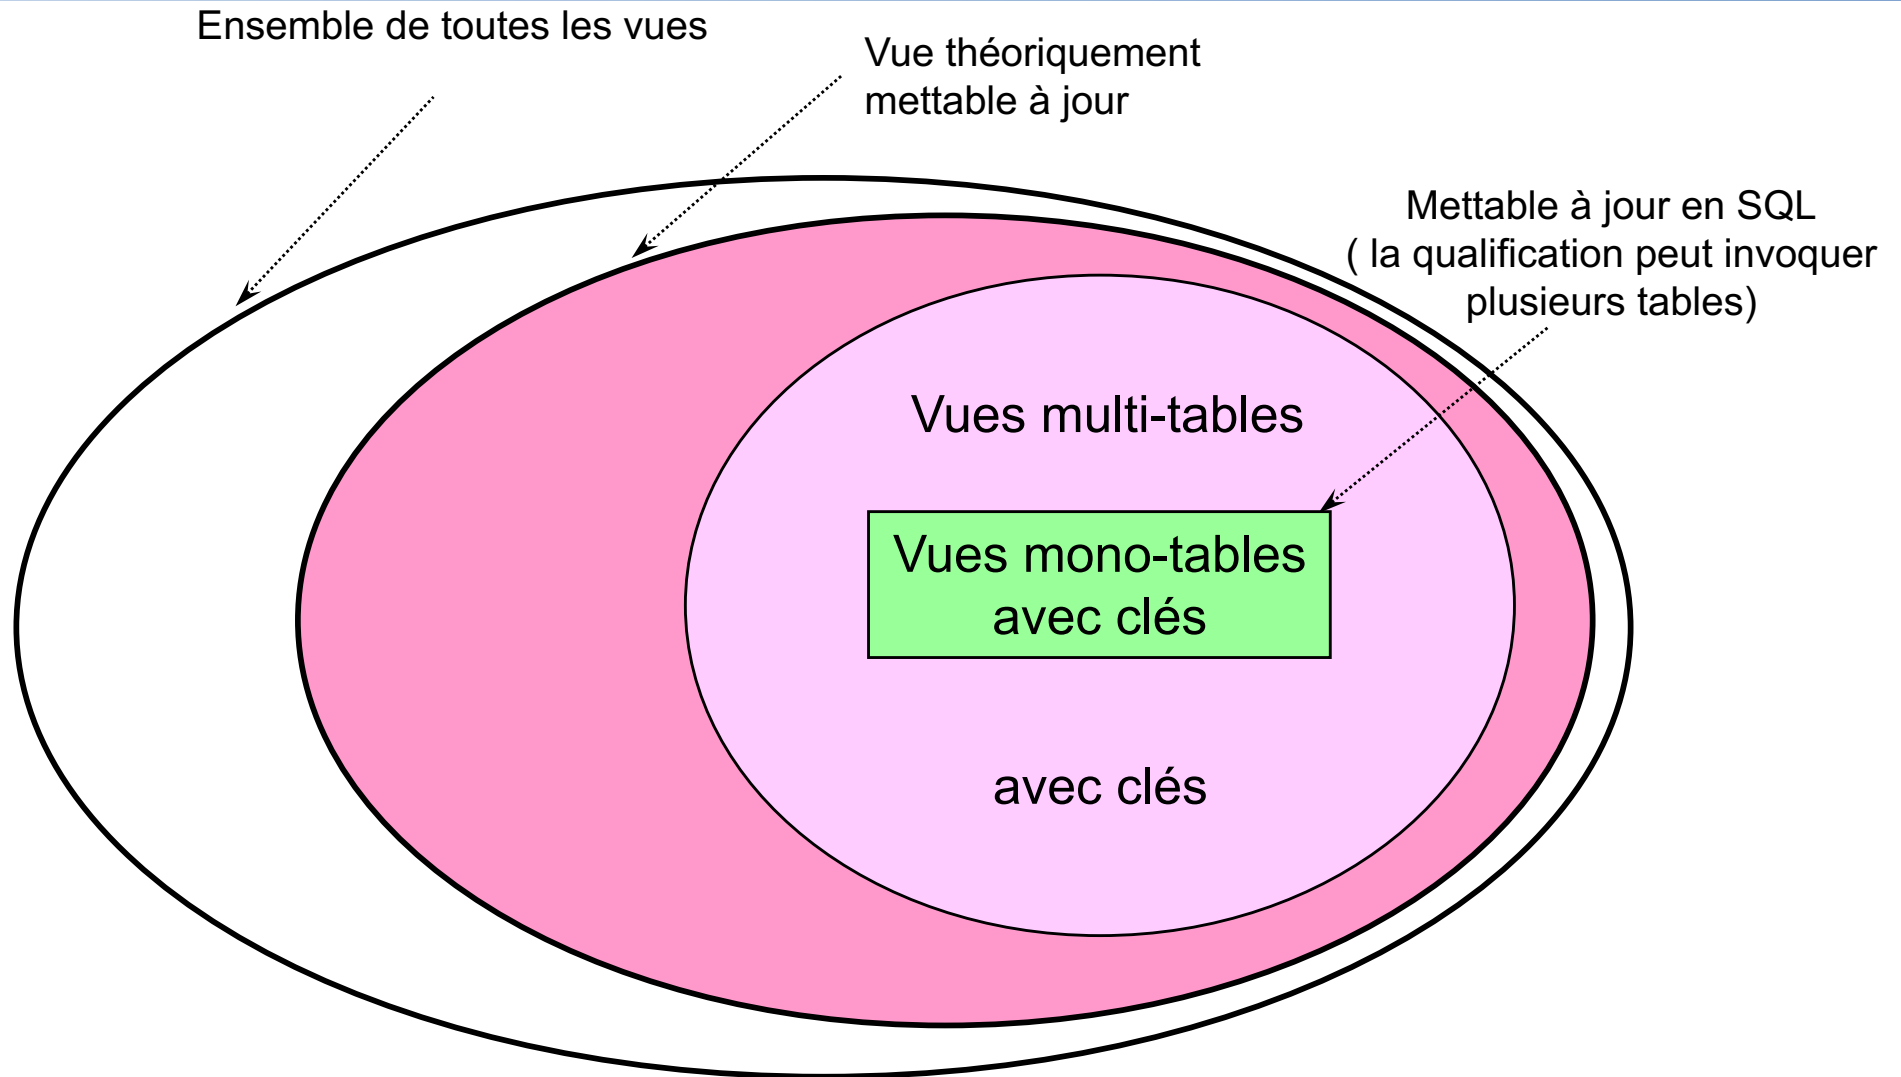 Ensemble de toutes les vues
Vue théoriquement
mettable à jour
Mettable à jour en SQL
( la qualification peut invoquer
plusieurs tables)
Vues multi-tables
Vues mono-tables
avec clés
avec clés